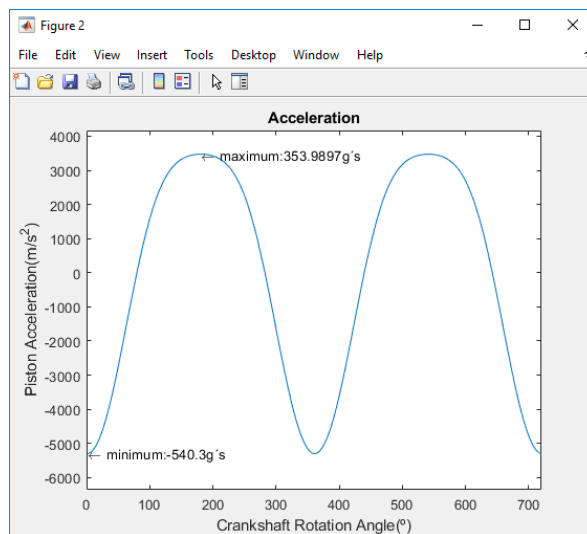 Figure 2
File Edit View Insert Tools Desktop Window Help
Acceleration
4000
3000
2000
1000
0
-1000
-2000
-3000
-4000
-5000
-6000
Piston Acceleration(m/s²)
←maximum:353.9897g´s
←minimum:-540.3g´s
0 100 200 300 400 500 600 700
Crankshaft Rotation Angle(º)